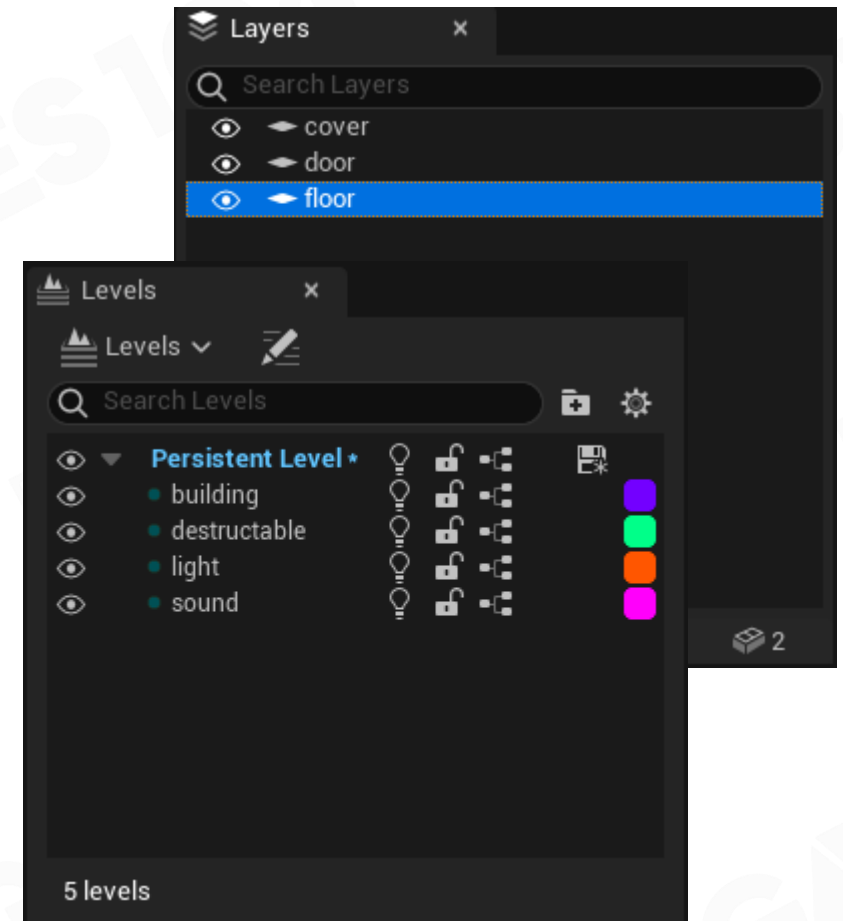 Layers
Search Layers
cover
door
floor
2
Levels
Levels
Search Levels
Persistent Level *
building
destructable
light
sound
5 levels